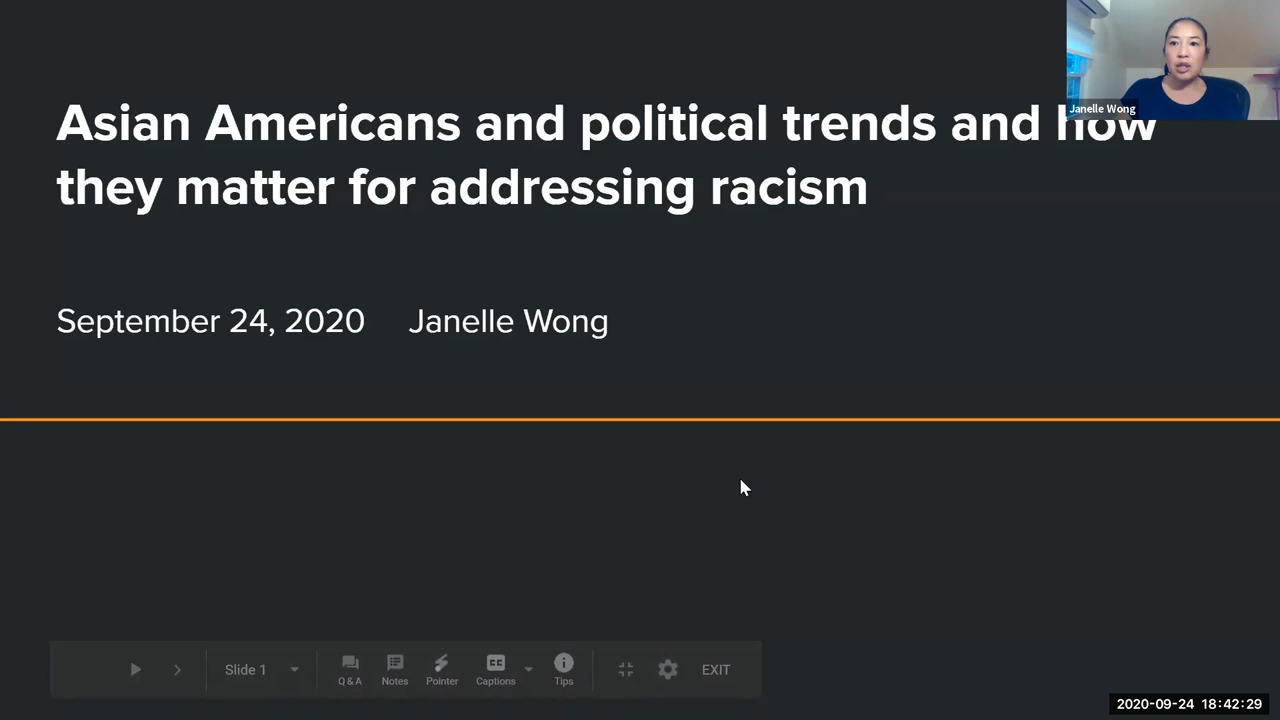 Janelle Wong
Asian Americans and political trends and how
they matter for addressing racism
September 24, 2020 Janelle Wong
Slide 1
Q & A
Notes
Pointer
CC
Captions
Tips
EXIT
2020-09-24 18:42:29